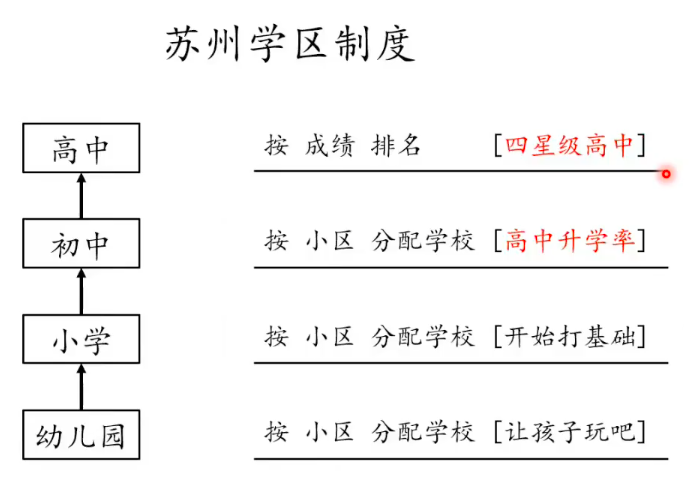 苏州学区制度
高中 按 成绩 排名 [四星级高中]
初中 按 小区 分配学校 [高中升学率]
小学 按 小区 分配学校 [开始打基础]
幼儿园 按 小区 分配学校 [让孩子玩吧]